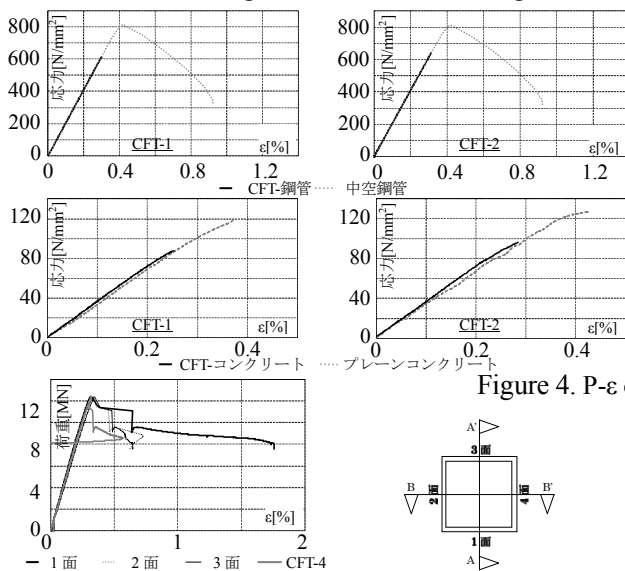 800
600
400
200
0
応力[N/mm²]
CFT-1
ε[%]
0 0.4 0.8 1.2
800
600
400
200
0
応力[N/mm²]
CFT-2
ε[%]
0 0.4 0.8 1.2
CFT-鋼管 中空鋼管
120
80
40
0
応力[N/mm²]
CFT-1
ε[%]
0 0.2 0.4
120
80
40
0
応力[N/mm²]
CFT-2
ε[%]
0 0.2 0.4
CFT-コンクリート プレーンコンクリート
12
8
4
0
荷重[MN]
ε[%]
0 1 2
1 面 2 面 3 面 CFT-4
Figure 4. P-ε
A'
3 面
B
2 面
4 面
B'
1 面
A